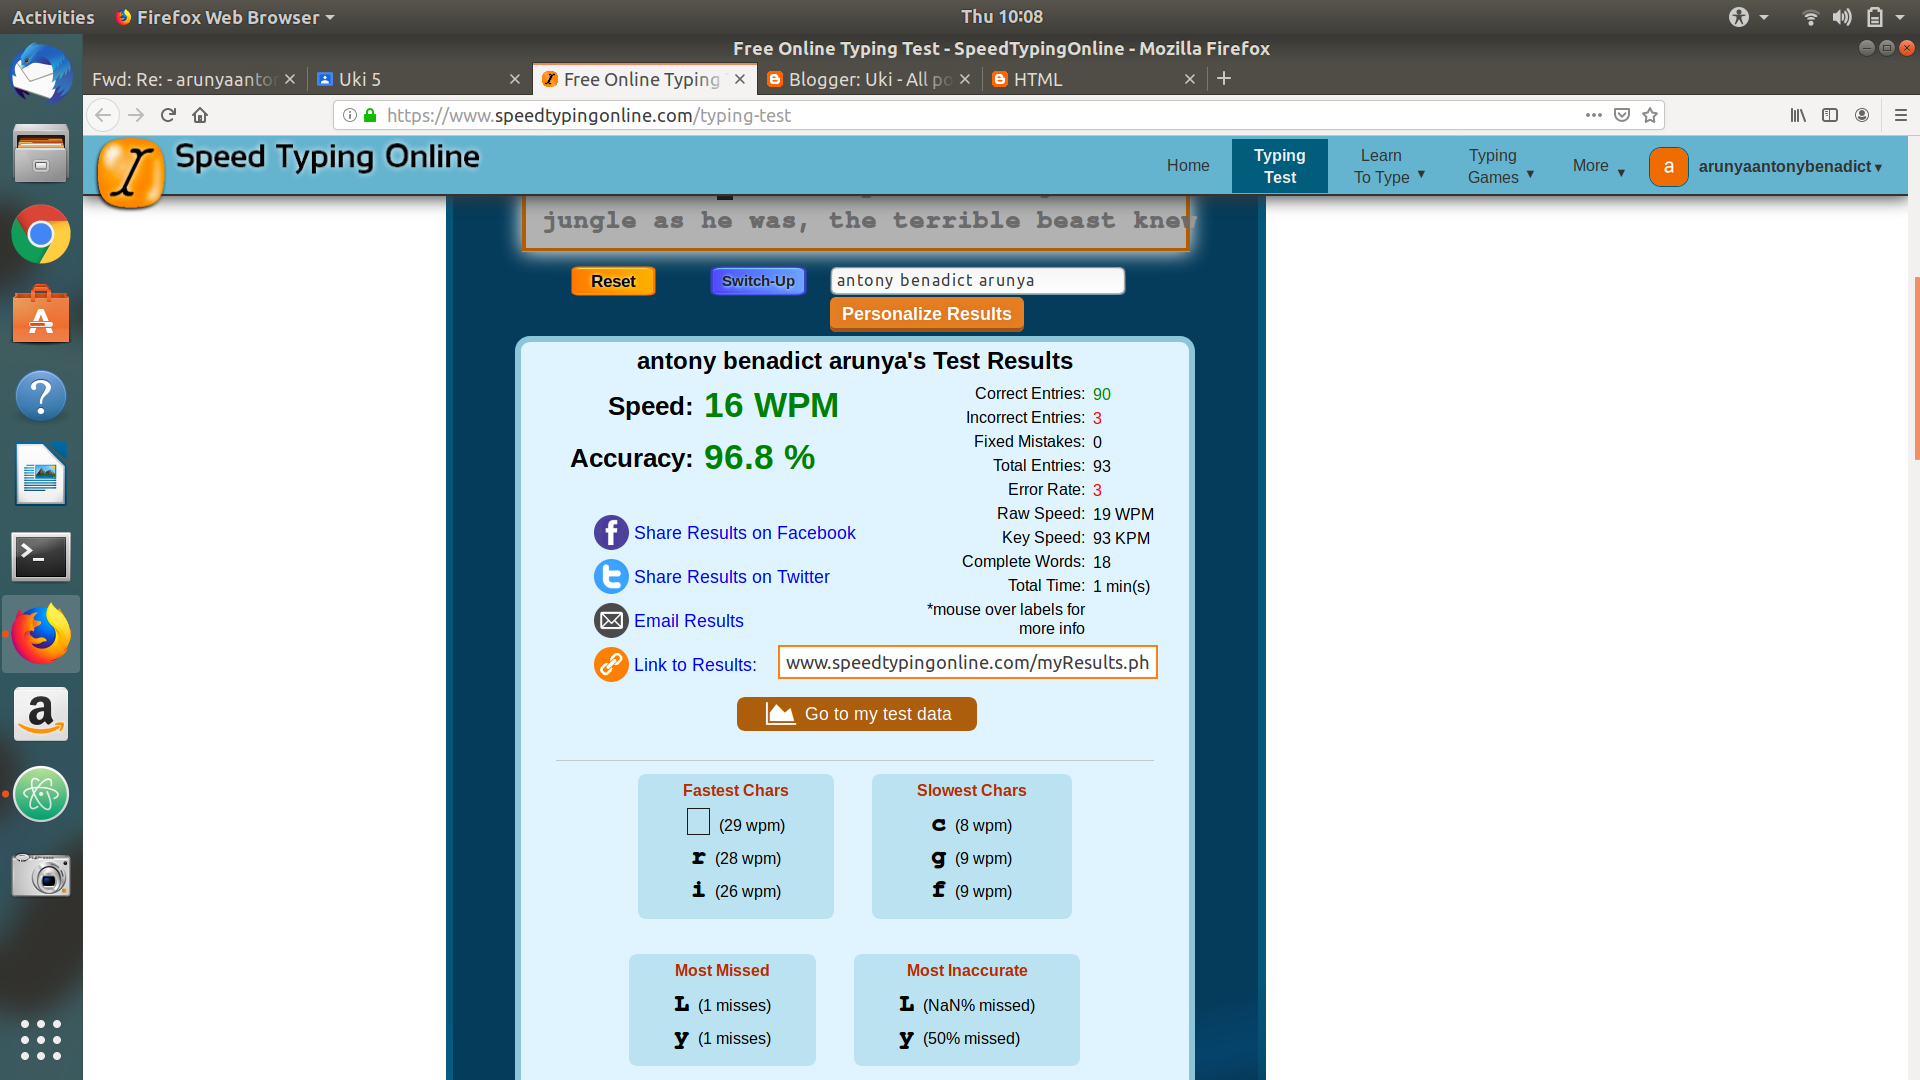 Activities
Firefox Web Browser
Thu 10:08
Free Online Typing Test - SpeedTypingOnline - Mozilla Firefox
Fwd: Re: - arunyaantor
Uki 5
Free Online Typing
Blogger: Uki - All po
HTML
https://www.speedtypingonline.com/typing-test
Speed Typing Online
Home
Typing
Test
Learn
To Type
Typing
Games
More
a
arunyaantonybenadict
jungle as he was, the terrible beast knew
Reset
Switch-Up
antony benadict arunya
Personalize Results
antony benadict arunya's Test Results
Speed: 16 WPM
Accuracy: 96.8 %
Correct Entries: 90
Incorrect Entries: 3
Fixed Mistakes: 0
Total Entries: 93
Error Rate: 3
Raw Speed: 19 WPM
Key Speed: 93 KPM
Complete Words: 18
Total Time: 1 min(s)
*mouse over labels for
more info
Share Results on Facebook
Share Results on Twitter
Email Results
Link to Results:
www.speedtypingonline.com/myResults.ph
Go to my test data
Fastest Chars
(29 wpm)
r (28 wpm)
i (26 wpm)
Slowest Chars
c (8 wpm)
g (9 wpm)
f (9 wpm)
Most Missed
L (1 misses)
y (1 misses)
Most Inaccurate
L (NaN% missed)
y (50% missed)